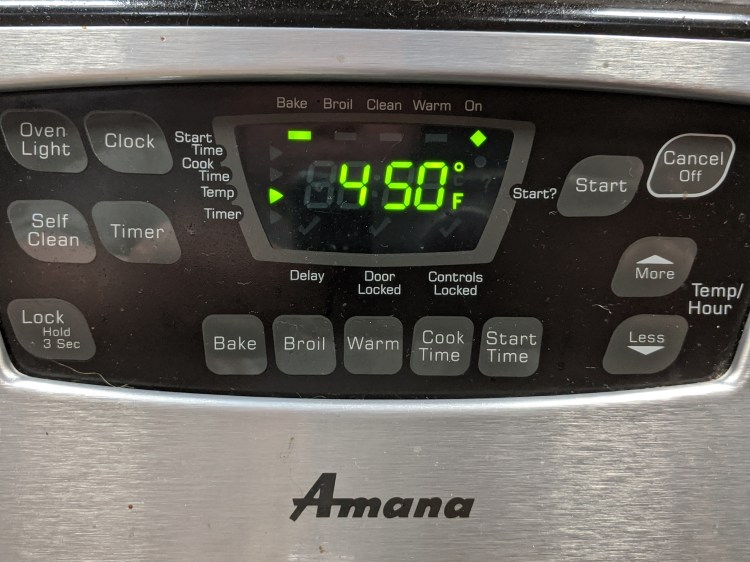 Bake Broil Clean Warm On
Oven
Light
Clock
Start
Time
Cook
Time
Temp
Timer
450°
F
Start?
Start
Cancel
Off
Self
Clean
Timer
Delay
Door
Locked
Controls
Locked
More
Temp/
Hour
Less
Lock
Hold
3 Sec
Bake
Broil
Warm
Cook
Time
Start
Time
Amana